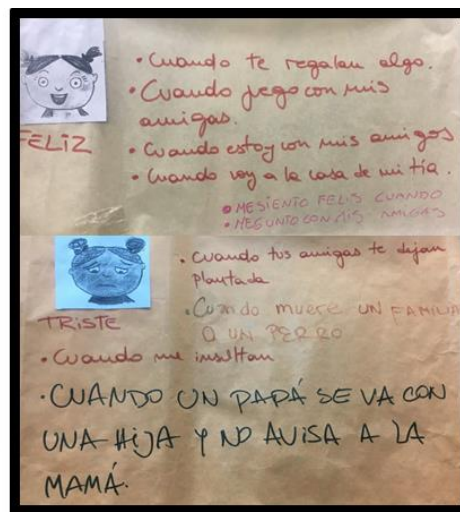 • Cuando te regalan algo.
• Cuando jego con mis
amigas.
FELIZ
• Cuando estoy con mis amigos
• Cuando voy a la casa de mi tía.
• ME SIENTO FELIS CUANDO
• ME GUNTO CON MIS AMIGAS
• Cuando tus amigas te dejan
plantada
TRISTE
• Cuando muere UN FAMILIA
O UN PERRO
• Cuando me insultan
• CUANDO UN PAPÁ SE VA CON
UNA HIJA Y NO AVISA A LA
MAMÁ.